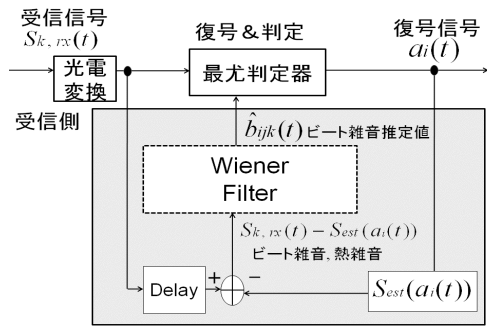 受信信号
S_{k,rx}(t)
光電
変換
復号&判定
最尤判定器
復号信号
a_i(t)
受信側
b̂_{ijk}(t) ビート雑音推定値
Wiener
Filter
S_{k,rx}(t) − S_{est}(a_i(t))
ビート雑音, 熱雑音
Delay
+
−
S_{est}(a_i(t))